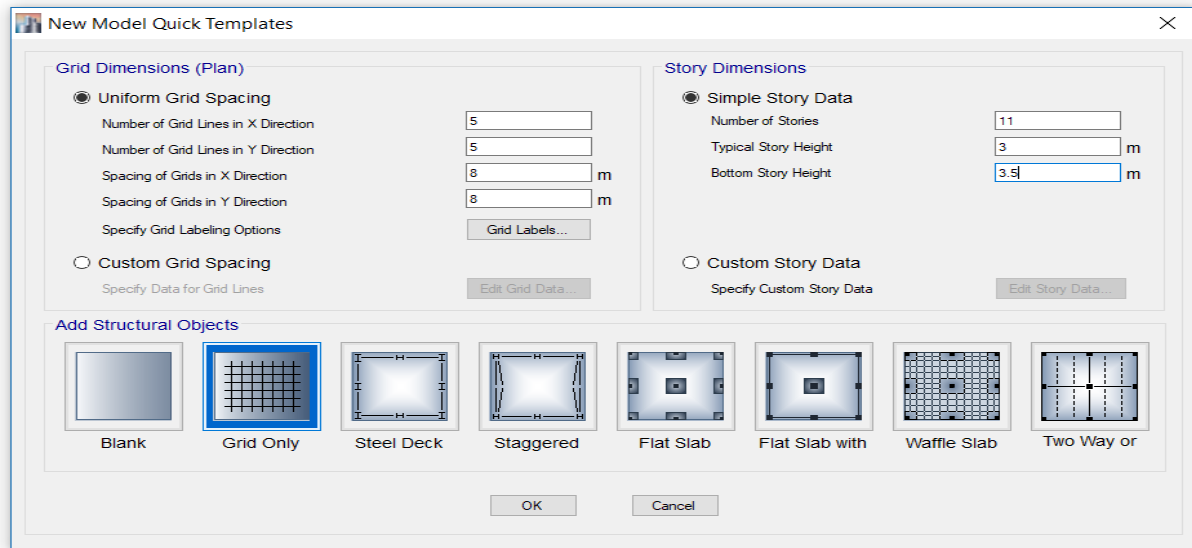 New Model Quick Templates
Grid Dimensions (Plan)
Uniform Grid Spacing
Number of Grid Lines in X Direction 5
Number of Grid Lines in Y Direction 5
Spacing of Grids in X Direction 8 m
Spacing of Grids in Y Direction 8 m
Specify Grid Labeling Options Grid Labels...
Custom Grid Spacing
Specify Data for Grid Lines Edit Grid Data...
Story Dimensions
Simple Story Data
Number of Stories 11
Typical Story Height 3 m
Bottom Story Height 3.5 m
Custom Story Data
Specify Custom Story Data Edit Story Data...
Add Structural Objects
Blank Grid Only Steel Deck Staggered Flat Slab Flat Slab with Waffle Slab Two Way or
OK Cancel